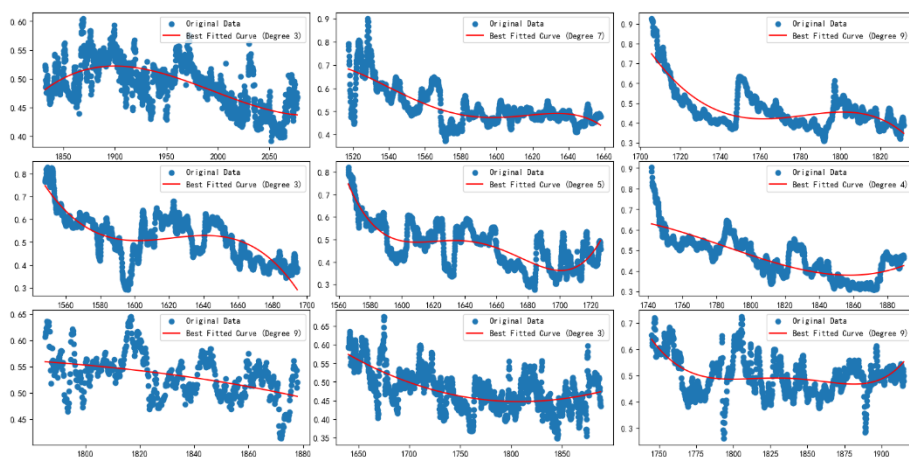 Original Data
Best Fitted Curve (Degree 3)
0.60
0.55
0.50
0.45
0.40
1850 1900 1950 2000 2050
Original Data
Best Fitted Curve (Degree 7)
0.9
0.8
0.7
0.6
0.5
0.4
1520 1540 1560 1580 1600 1620 1640 1660
Original Data
Best Fitted Curve (Degree 9)
0.9
0.8
0.7
0.6
0.5
0.4
0.3
1700 1720 1740 1760 1780 1800 1820
Original Data
Best Fitted Curve (Degree 3)
0.8
0.7
0.6
0.5
0.4
0.3
1560 1580 1600 1620 1640 1660 1680 1700
Original Data
Best Fitted Curve (Degree 5)
0.8
0.7
0.6
0.5
0.4
0.3
1560 1580 1600 1620 1640 1660 1680 1700 1720
Original Data
Best Fitted Curve (Degree 4)
0.9
0.8
0.7
0.6
0.5
0.4
0.3
1740 1760 1780 1800 1820 1840 1860 1880
Original Data
Best Fitted Curve (Degree 9)
0.65
0.60
0.55
0.50
0.45
1800 1820 1840 1860 1880
Original Data
Best Fitted Curve (Degree 3)
0.65
0.60
0.55
0.50
0.45
0.40
0.35
1650 1700 1750 1800 1850
Original Data
Best Fitted Curve (Degree 9)
0.7
0.6
0.5
0.4
0.3
1750 1800 1850 1900